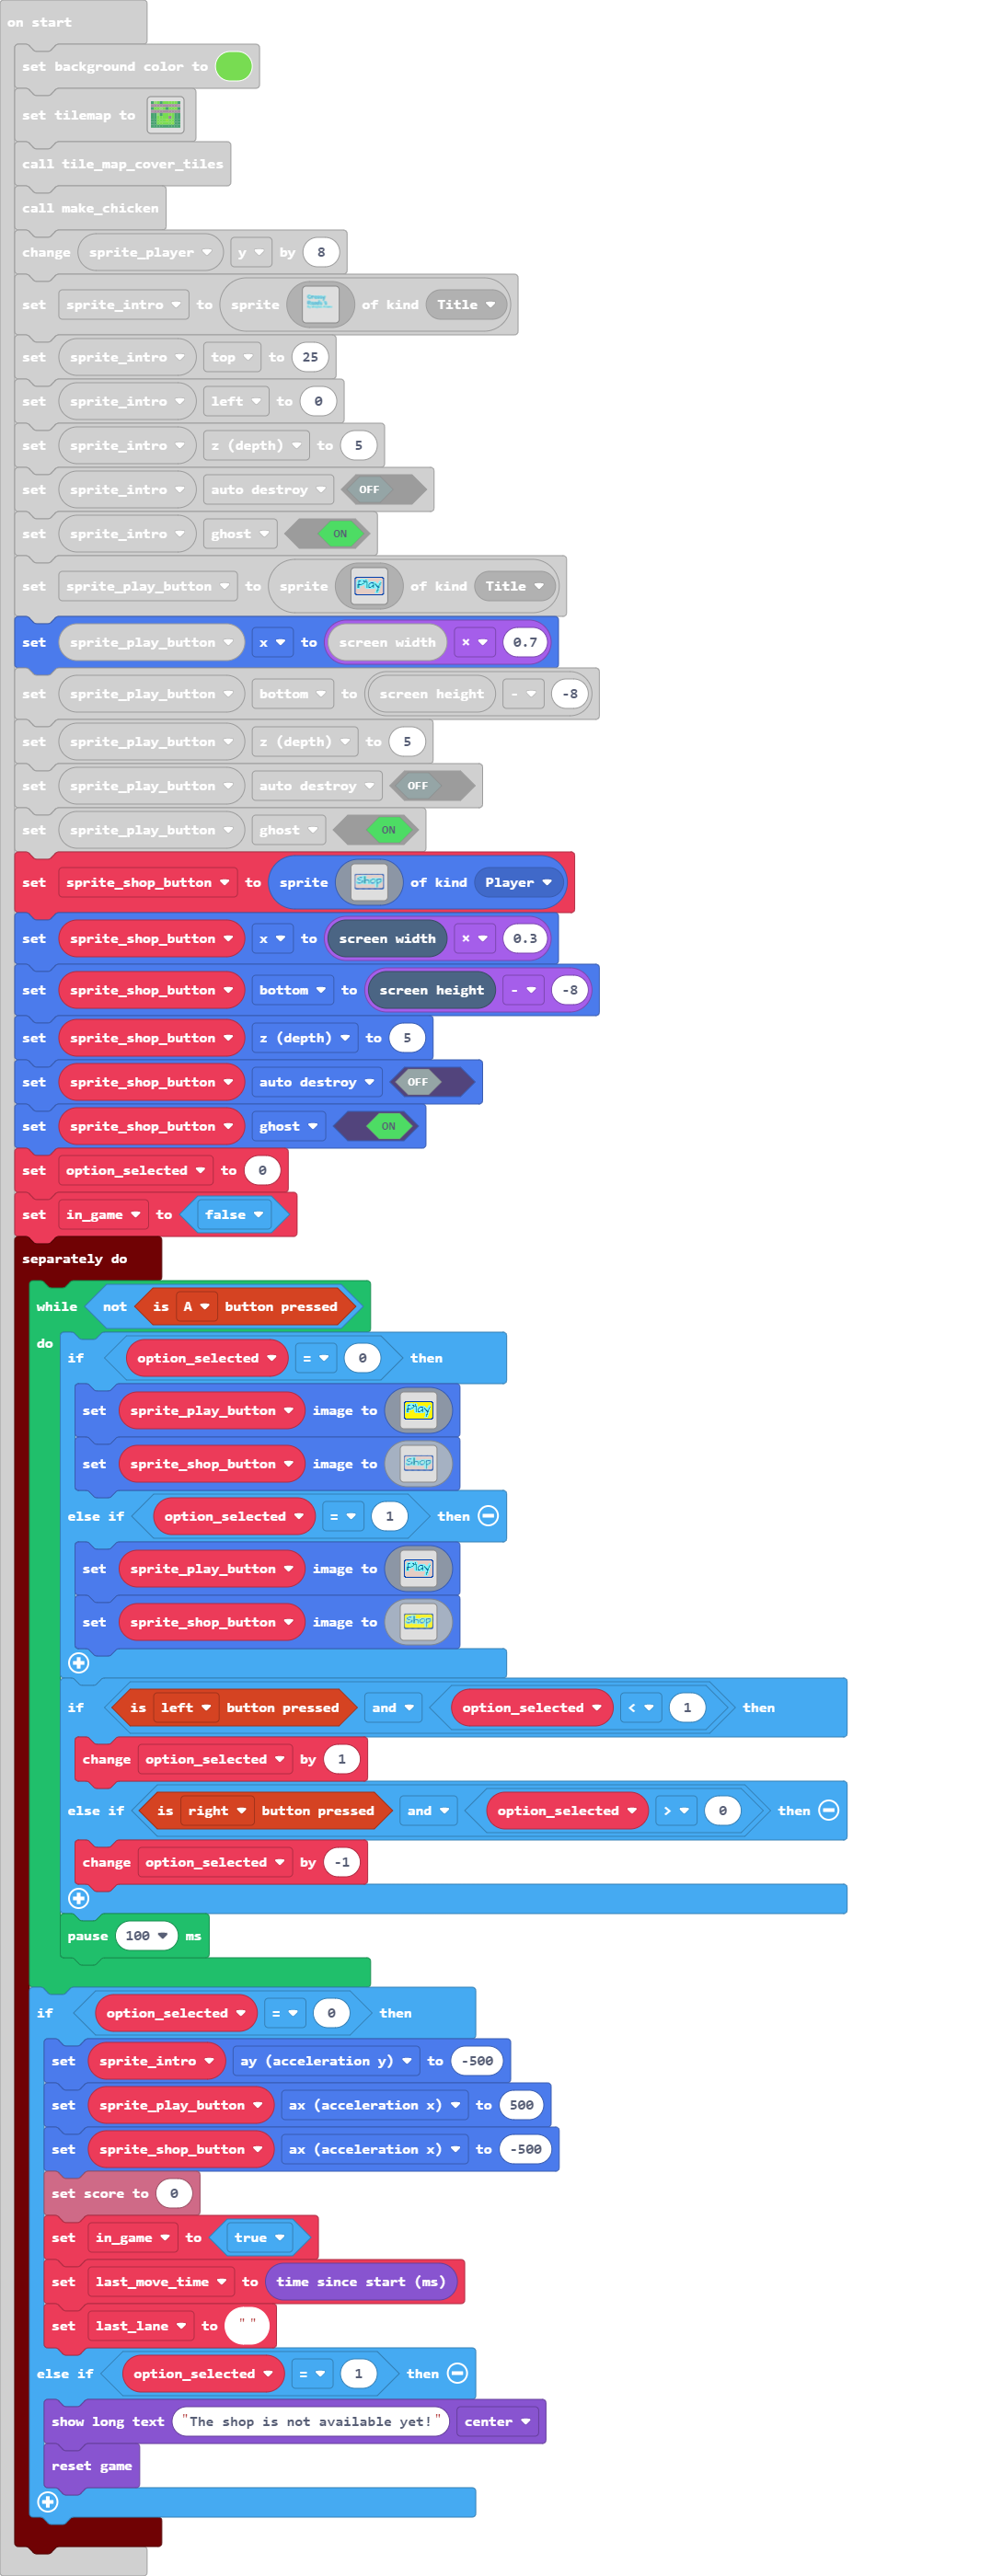 on start
set background color to
set tilemap to
call tile_map_cover_tiles
call make_chicken
change sprite_player y by 8
set sprite_intro to sprite of kind Title
set sprite_intro top to 25
set sprite_intro left to 0
set sprite_intro z (depth) to 5
set sprite_intro auto destroy OFF
set sprite_intro ghost ON
set sprite_play_button to sprite Play of kind Title
set sprite_play_button x to screen width × 0.7
set sprite_play_button bottom to screen height - -8
set sprite_play_button z (depth) to 5
set sprite_play_button auto destroy OFF
set sprite_play_button ghost ON
set sprite_shop_button to sprite Shop of kind Player
set sprite_shop_button x to screen width × 0.3
set sprite_shop_button bottom to screen height - -8
set sprite_shop_button z (depth) to 5
set sprite_shop_button auto destroy OFF
set sprite_shop_button ghost ON
set option_selected to 0
set in_game to false
separately do
while not is A button pressed
do
if option_selected = 0 then
set sprite_play_button image to Play
set sprite_shop_button image to Shop
else if option_selected = 1 then
set sprite_play_button image to Play
set sprite_shop_button image to Shop
if is left button pressed and option_selected < 1 then
change option_selected by 1
else if is right button pressed and option_selected > 0 then
change option_selected by -1
pause 100 ms
if option_selected = 0 then
set sprite_intro ay (acceleration y) to -500
set sprite_play_button ax (acceleration x) to 500
set sprite_shop_button ax (acceleration x) to -500
set score to 0
set in_game to true
set last_move_time to time since start (ms)
set last_lane to " "
else if option_selected = 1 then
show long text "The shop is not available yet!" center
reset game